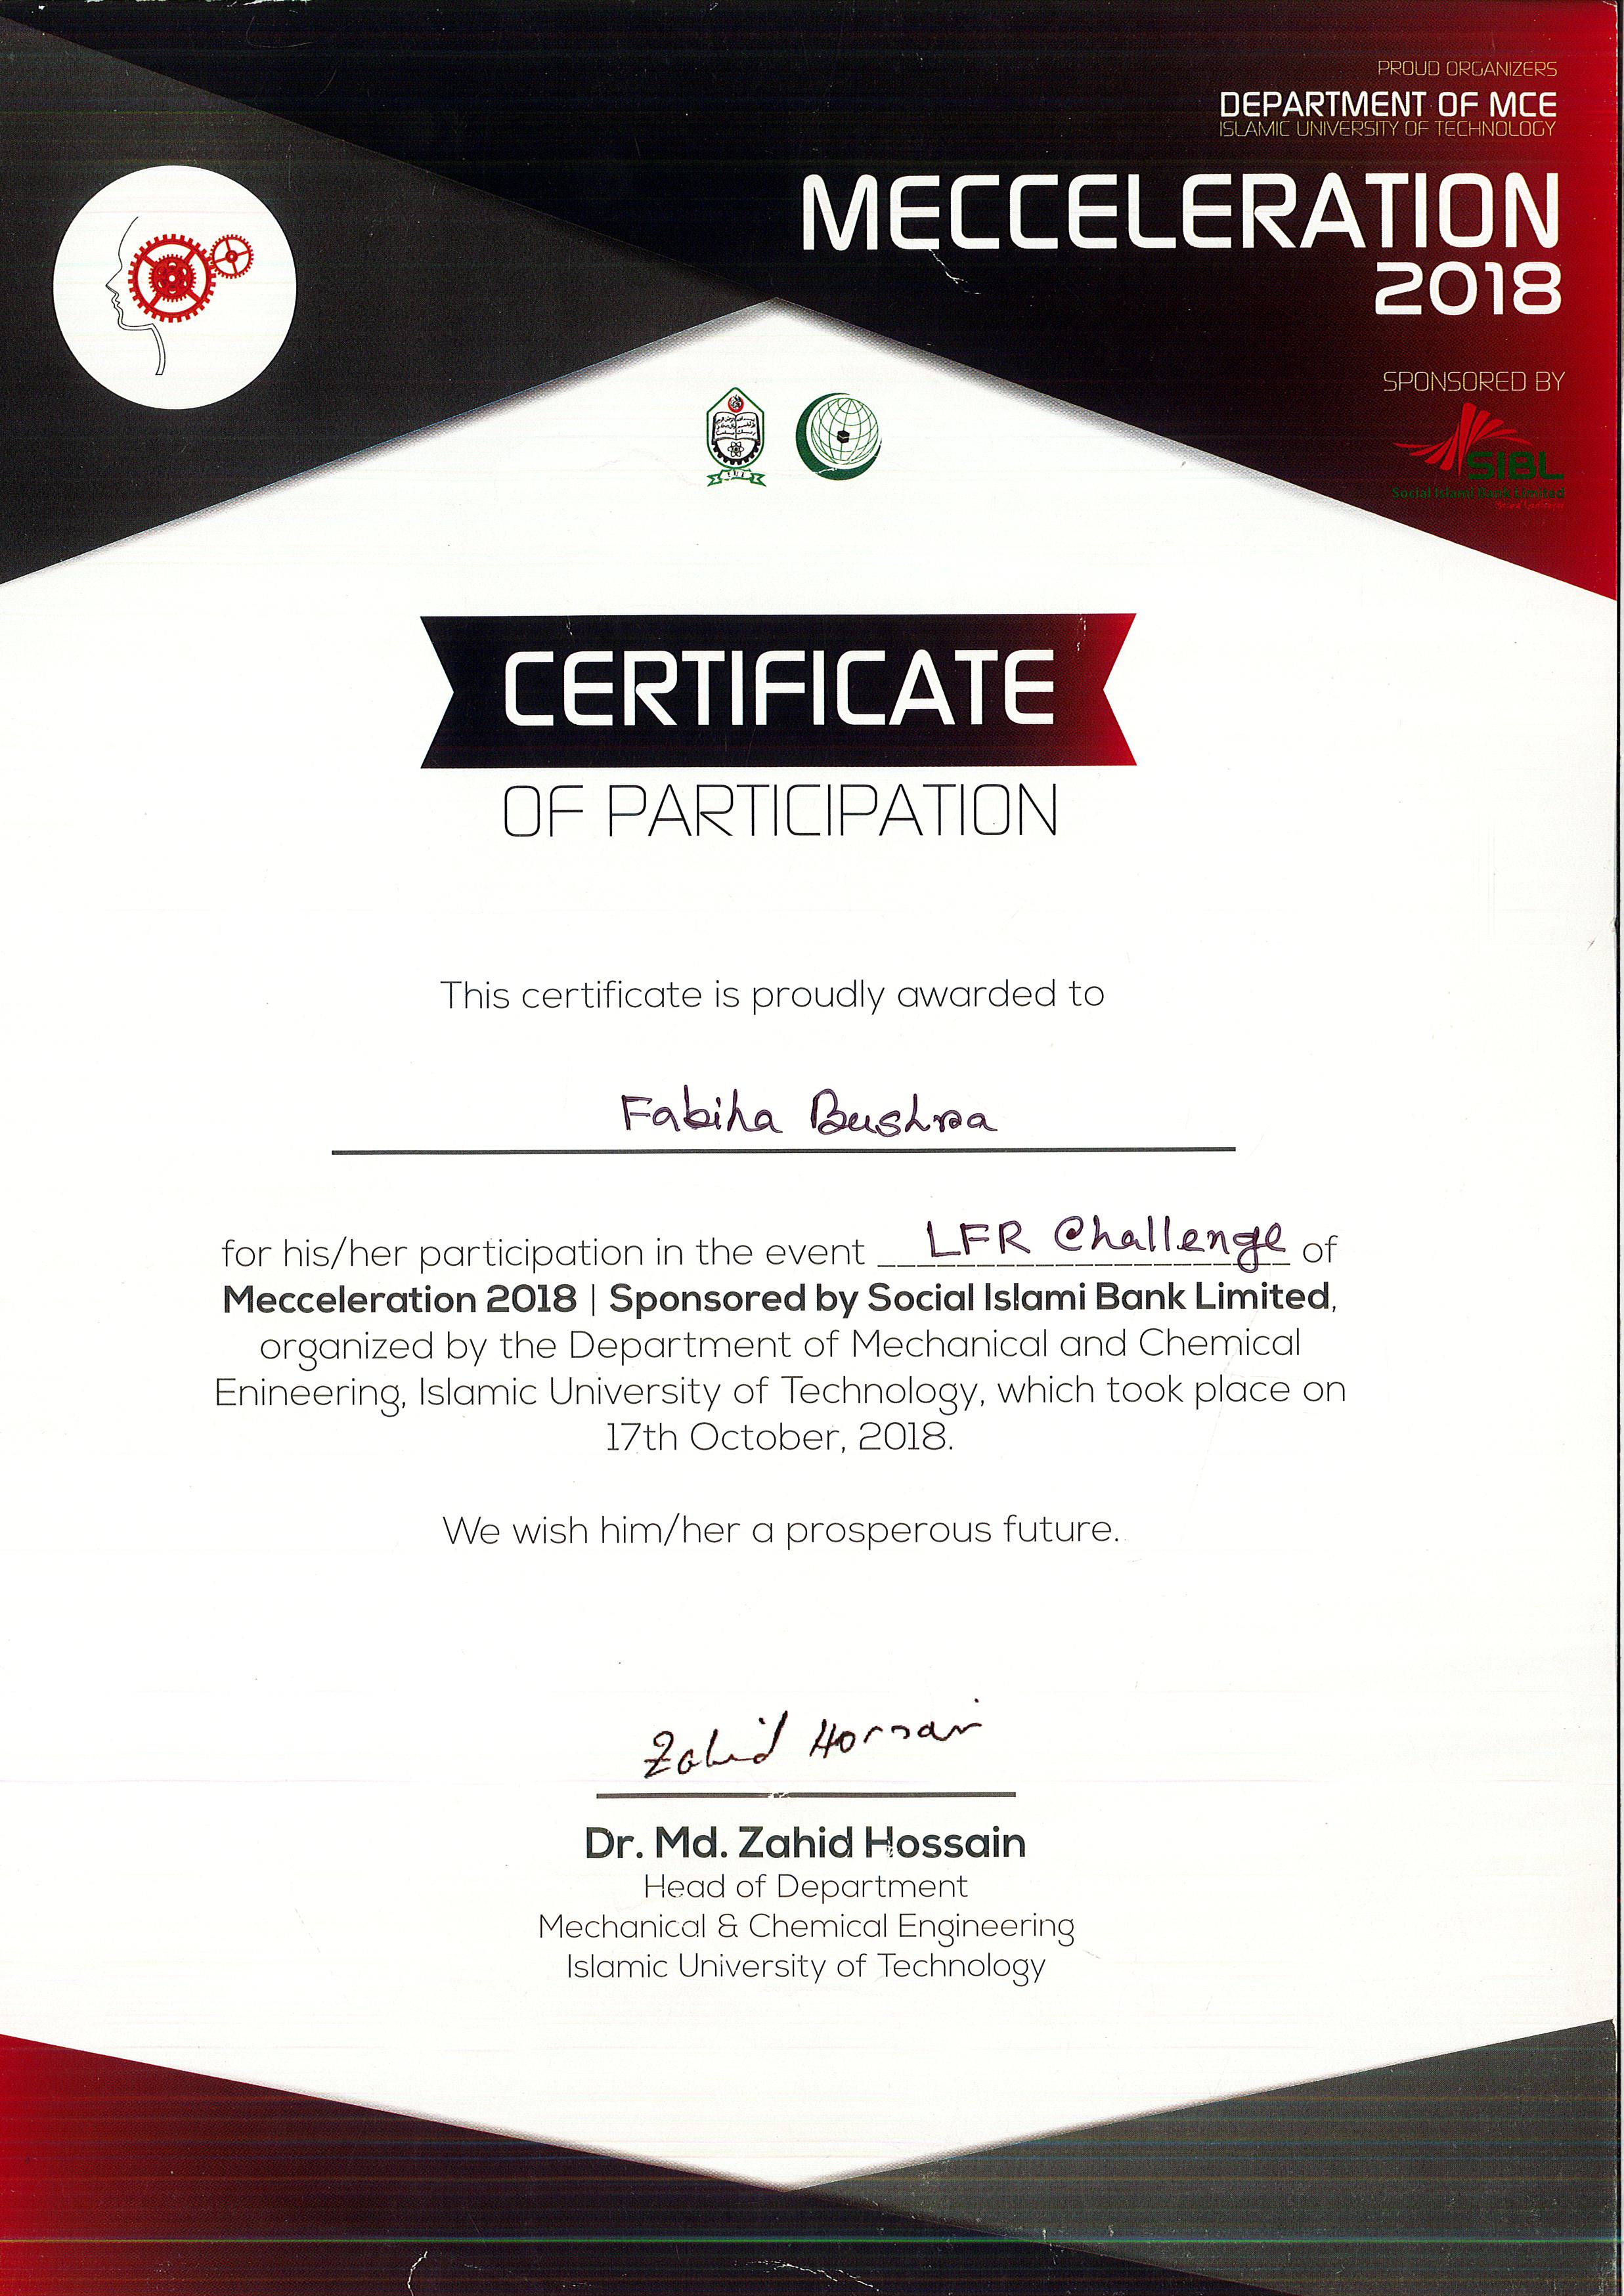 PROUD ORGANIZERS
DEPARTMENT OF MCE
ISLAMIC UNIVERSITY OF TECHNOLOGY
MECCELERATION
2018
SPONSORED BY
SIBL
Social Islami Bank Limited
CERTIFICATE
OF PARTICIPATION
This certificate is proudly awarded to
Fabiha Bushra
for his/her participation in the event LFR Challenge of
Mecceleration 2018 | Sponsored by Social Islami Bank Limited,
organized by the Department of Mechanical and Chemical
Enineering, Islamic University of Technology, which took place on
17th October, 2018.
We wish him/her a prosperous future.
Zahid Hossain
Dr. Md. Zahid Hossain
Head of Department
Mechanical & Chemical Engineering
Islamic University of Technology